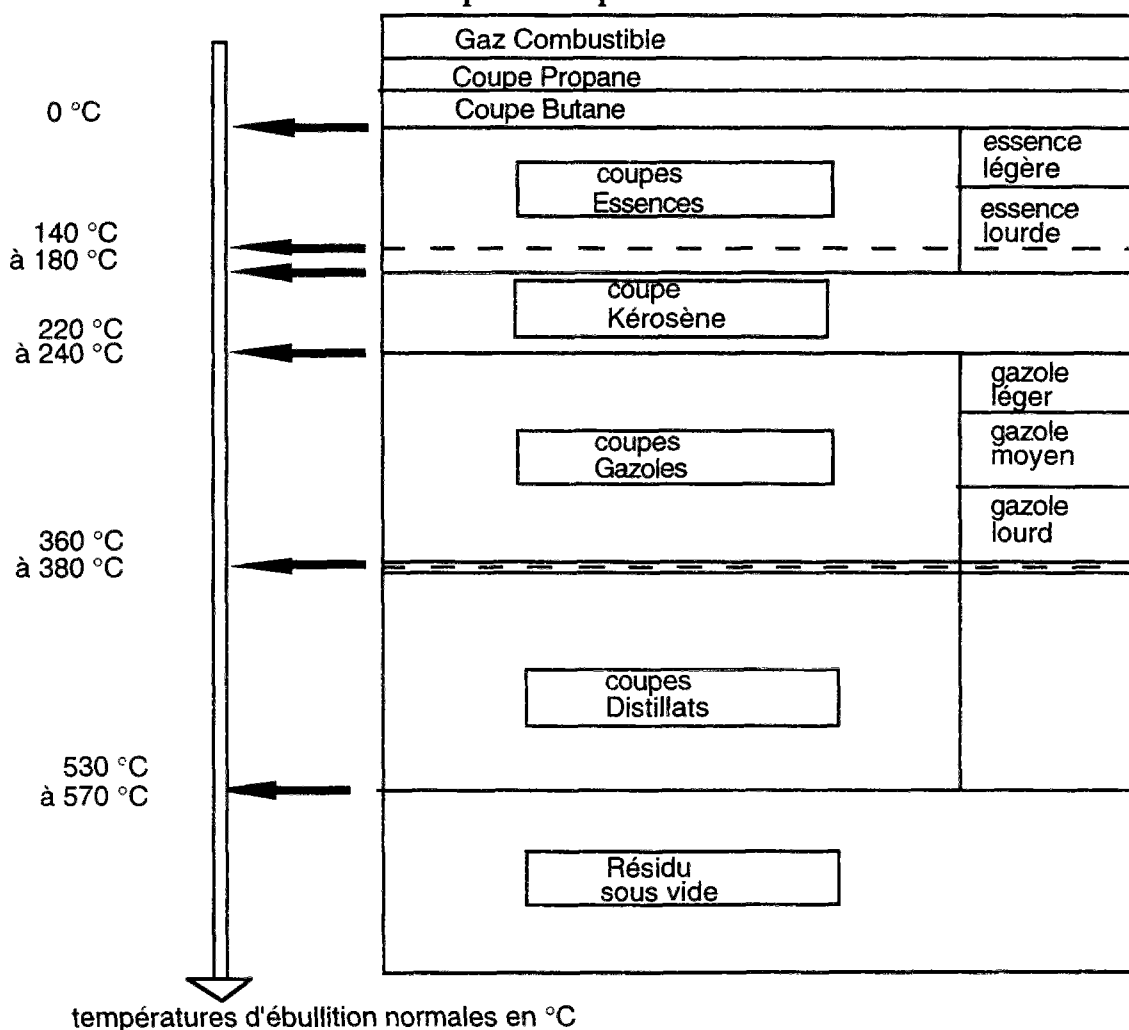 Gaz Combustible
Coupe Propane
Coupe Butane
0 °C
coupes
Essences
essence
légère
essence
lourde
140 °C
à 180 °C
coupe
Kérosène
220 °C
à 240 °C
gazole
léger
coupes
Gazoles
gazole
moyen
gazole
lourd
360 °C
à 380 °C
coupes
Distillats
530 °C
à 570 °C
Résidu
sous vide
températures d'ébullition normales en °C